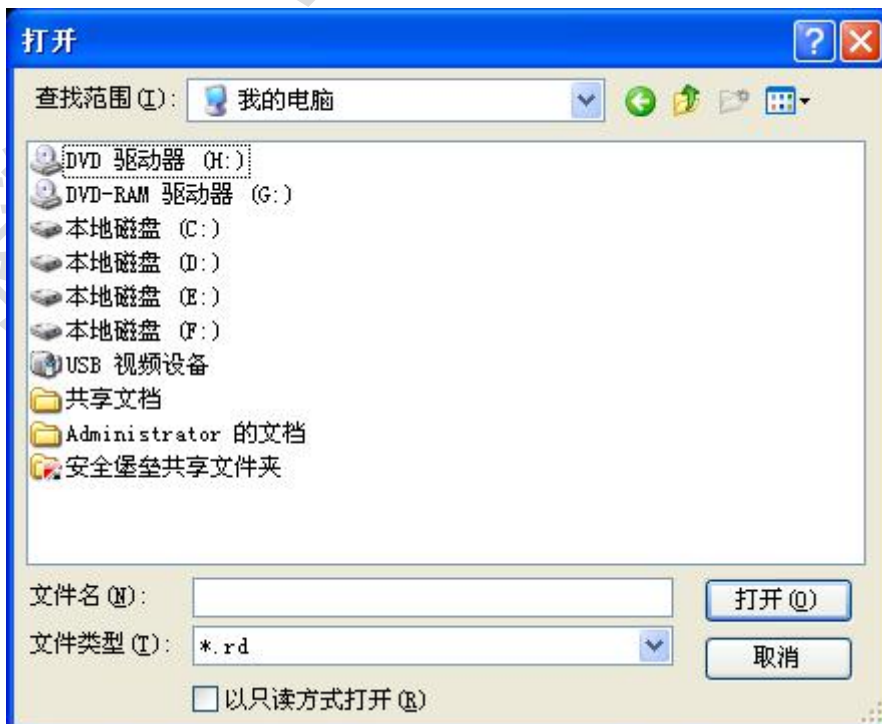 打开
查找范围(I): 我的电脑
DVD 驱动器 (H:)
DVD-RAM 驱动器 (G:)
本地磁盘 (C:)
本地磁盘 (D:)
本地磁盘 (E:)
本地磁盘 (F:)
USB 视频设备
共享文档
Administrator 的文档
安全堡垒共享文件夹
文件名(N): 打开(O)
文件类型(T): *.rd 取消
以只读方式打开(R)